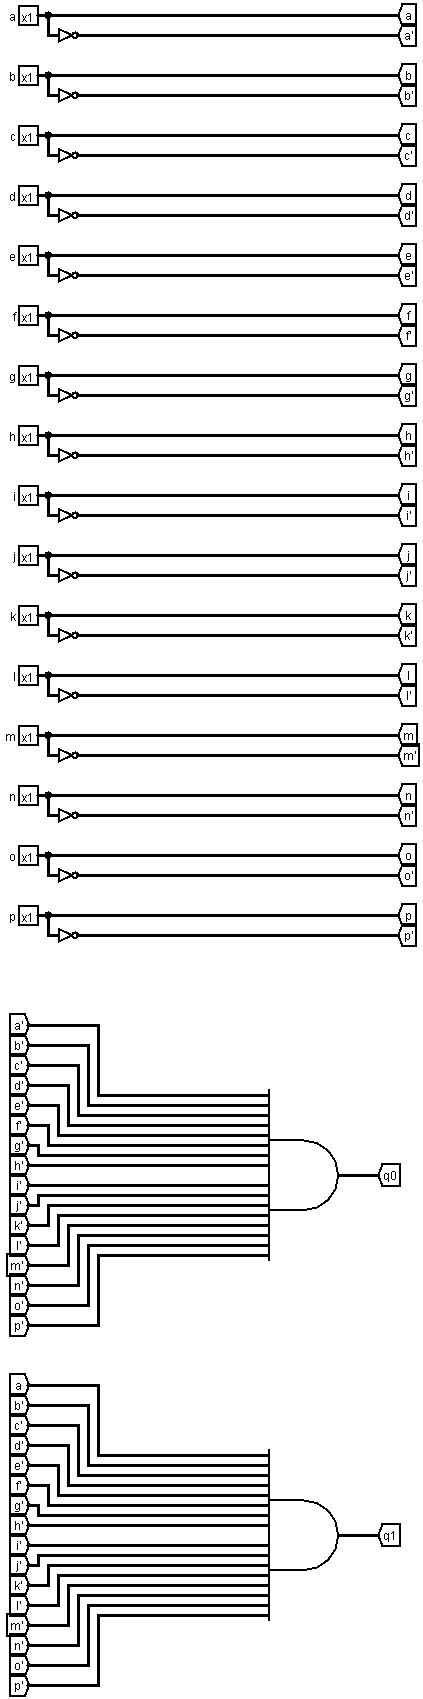 a x1 a
a'
b x1 b
b'
c x1 c
c'
d x1 d
d'
e x1 e
e'
f x1 f
f'
g x1 g
g'
h x1 h
h'
i x1 i
i'
j x1 j
j'
k x1 k
k'
l x1 l
l'
m x1 m
m'
n x1 n
n'
o x1 o
o'
p x1 p
p'
a'
b'
c'
d'
e'
f'
g'
h'
q0
i'
j'
k'
l'
m'
n'
o'
p'
a
b'
c'
d'
e'
f'
g'
h'
q1
i'
j'
k'
l'
m'
n'
o'
p'